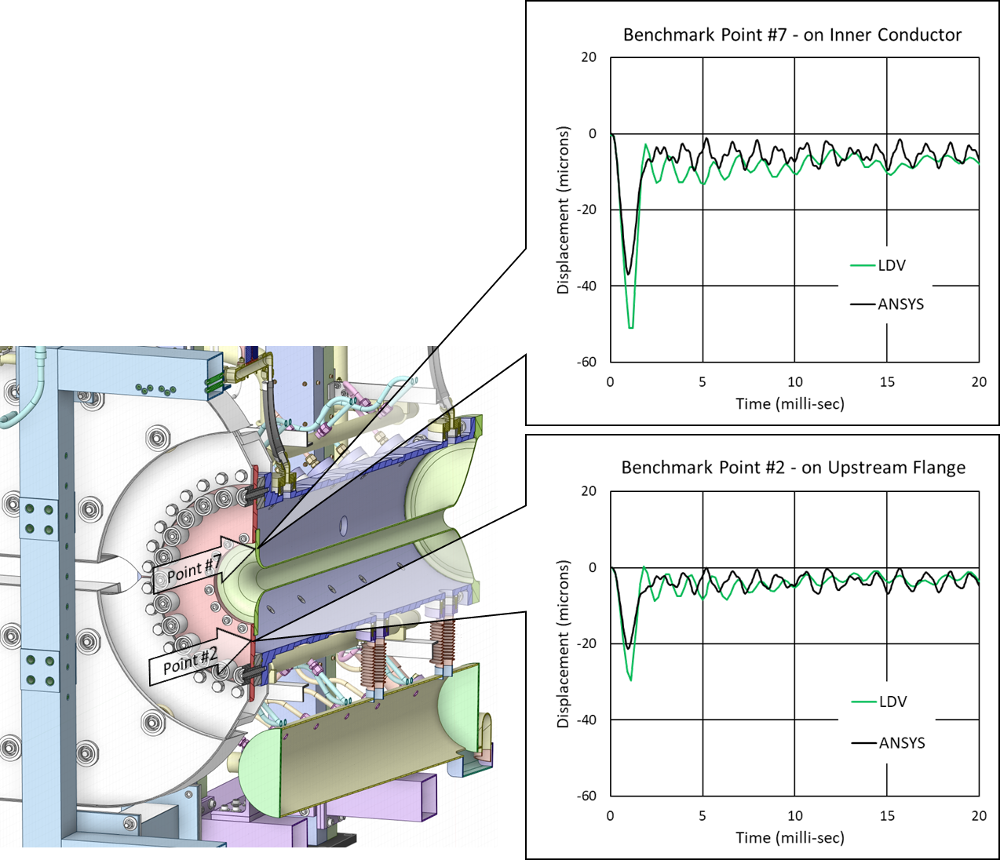 Benchmark Point #7 - on Inner Conductor
20
0
-20
-40
-60
Displacement (microns)
LDV
ANSYS
0 5 10 15 20
Time (milli-sec)
Point #7
Point #2
Benchmark Point #2 - on Upstream Flange
20
0
-20
-40
-60
Displacement (microns)
LDV
ANSYS
0 5 10 15 20
Time (milli-sec)